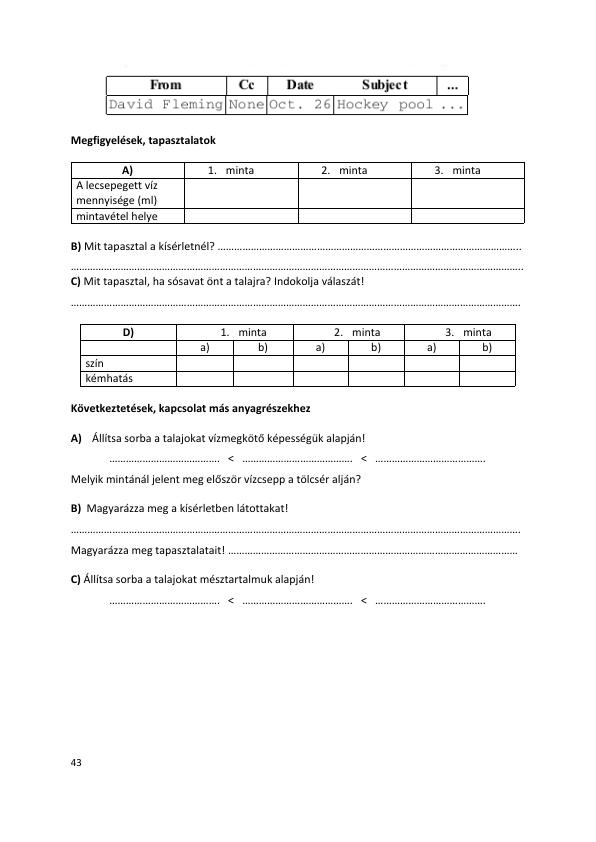 From Cc Date Subject ...
David Fleming None Oct. 26 Hockey pool ...
Megfigyelések, tapasztalatok
A) 1. minta 2. minta 3. minta
A lecsepegett víz
mennyisége (ml)
mintavétel helye
B) Mit tapasztal a kísérletnél? ……………………………………………………………………………………………..
……………………………………………………………………………………………………………………………………………
C) Mit tapasztal, ha sósavat önt a talajra? Indokolja válaszát!
……………………………………………………………………………………………………………………………………………
D) 1. minta 2. minta 3. minta
a) b) a) b) a) b)
szín
kémhatás
Következtetések, kapcsolat más anyagrészekhez
A) Állítsa sorba a talajokat vízmegkötő képességük alapján!
…………………………………. < …………………………………. < ………………………………….
Melyik mintánál jelent meg először vízcsepp a tölcsér alján?
B) Magyarázza meg a kísérletben látottakat!
……………………………………………………………………………………………………………………………………………
Magyarázza meg tapasztalatait! …………………………………………………………………………………………
C) Állítsa sorba a talajokat mésztartalmuk alapján!
…………………………………. < …………………………………. < ………………………………….
43